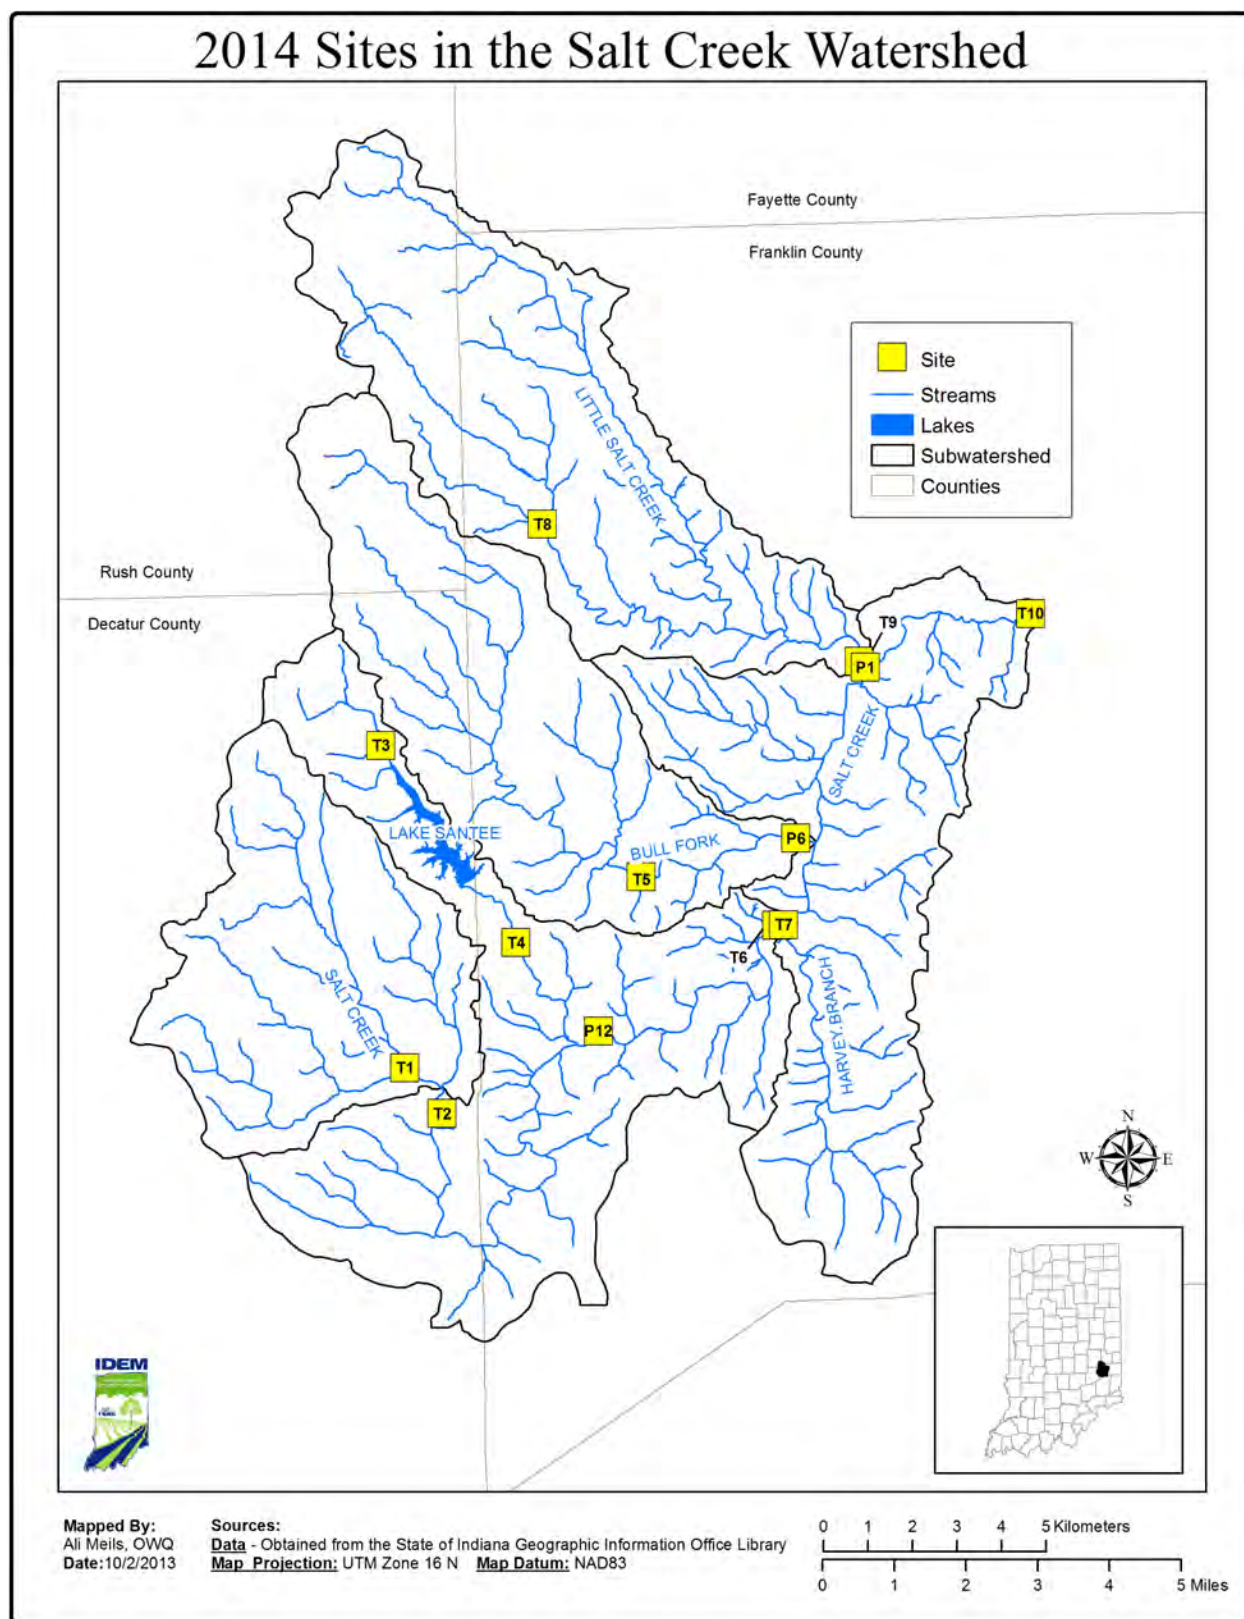 2014 Sites in the Salt Creek Watershed
Fayette County
Franklin County
Site
Streams
Lakes
Subwatershed
Counties
LITTLE SALT CREEK
T8
Rush County
Decatur County
T10
T9
P1
SALT CREEK
T3
LAKE SANTEE
P6
BULL FORK
T5
T7
T4
T6
SALT CREEK
HARVEY BRANCH
P12
T1
T2
N
W E
S
IDEM
Mapped By:
Ali Meils, OWQ
Date:10/2/2013
Sources:
Data - Obtained from the State of Indiana Geographic Information Office Library
Map Projection: UTM Zone 16 N Map Datum: NAD83
0 1 2 3 4 5 Kilometers
0 1 2 3 4 5 Miles